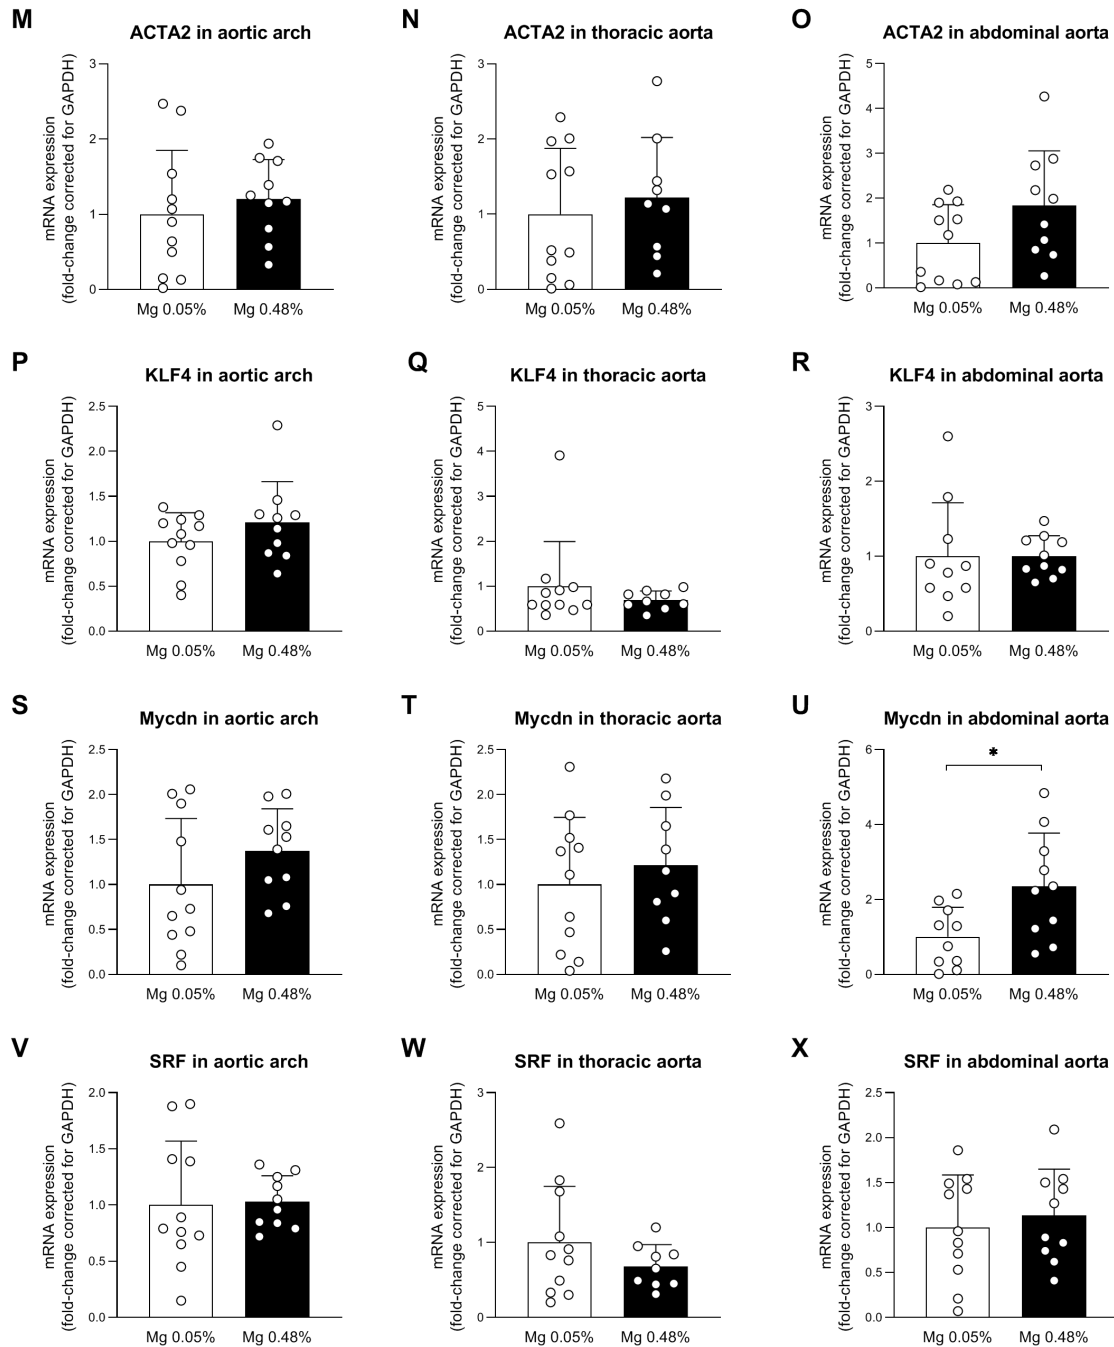 M
ACTA2 in aortic arch
mRNA expression
(fold-change corrected for GAPDH)
3
2
1
0
Mg 0.05% Mg 0.48%
N
ACTA2 in thoracic aorta
mRNA expression
(fold-change corrected for GAPDH)
3
2
1
0
Mg 0.05% Mg 0.48%
O
ACTA2 in abdominal aorta
mRNA expression
(fold-change corrected for GAPDH)
5
4
3
2
1
0
Mg 0.05% Mg 0.48%
P
KLF4 in aortic arch
mRNA expression
(fold-change corrected for GAPDH)
2.5
2.0
1.5
1.0
0.5
0.0
Mg 0.05% Mg 0.48%
Q
KLF4 in thoracic aorta
mRNA expression
(fold-change corrected for GAPDH)
5
4
3
2
1
0
Mg 0.05% Mg 0.48%
R
KLF4 in abdominal aorta
mRNA expression
(fold-change corrected for GAPDH)
3
2
1
0
Mg 0.05% Mg 0.48%
S
Mycdn in aortic arch
mRNA expression
(fold-change corrected for GAPDH)
2.5
2.0
1.5
1.0
0.5
0.0
Mg 0.05% Mg 0.48%
T
Mycdn in thoracic aorta
mRNA expression
(fold-change corrected for GAPDH)
2.5
2.0
1.5
1.0
0.5
0.0
Mg 0.05% Mg 0.48%
U
Mycdn in abdominal aorta
mRNA expression
(fold-change corrected for GAPDH)
6
4
2
0
*
Mg 0.05% Mg 0.48%
V
SRF in aortic arch
mRNA expression
(fold-change corrected for GAPDH)
2.0
1.5
1.0
0.5
0.0
Mg 0.05% Mg 0.48%
W
SRF in thoracic aorta
mRNA expression
(fold-change corrected for GAPDH)
3
2
1
0
Mg 0.05% Mg 0.48%
X
SRF in abdominal aorta
mRNA expression
(fold-change corrected for GAPDH)
2.5
2.0
1.5
1.0
0.5
0.0
Mg 0.05% Mg 0.48%